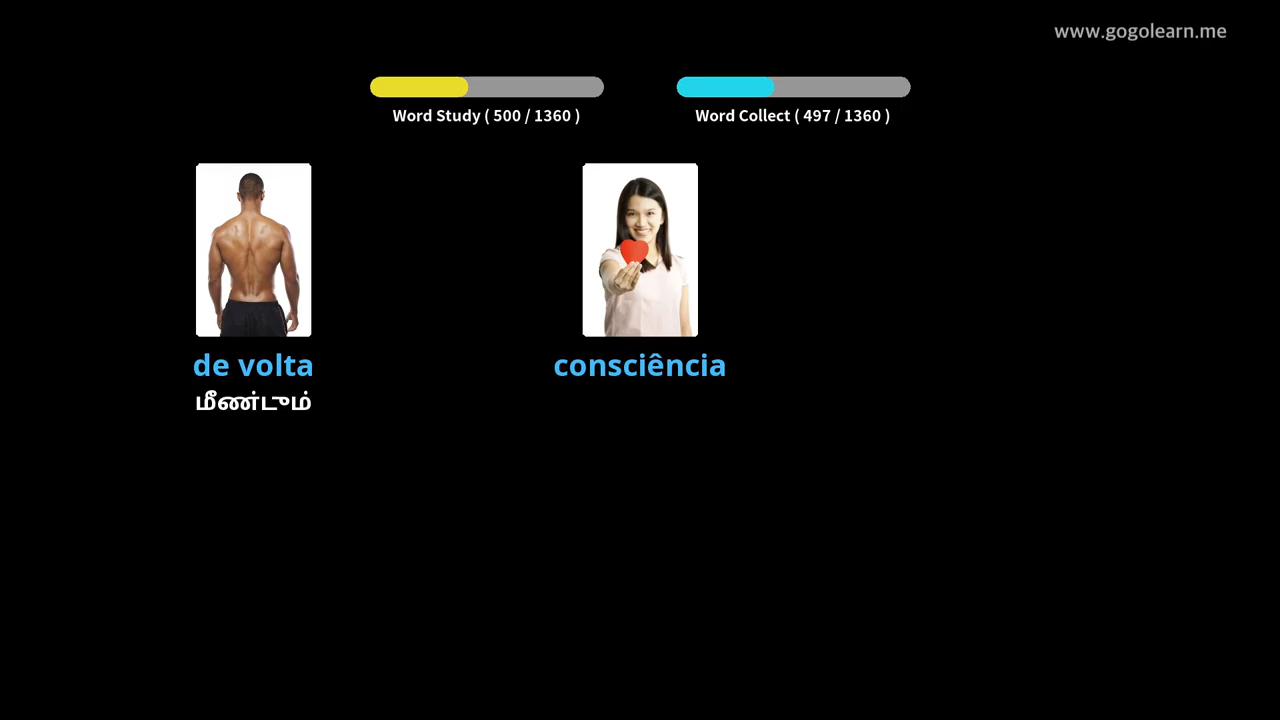 www.gogolearn.me
Word Study ( 500 / 1360 )
Word Collect ( 497 / 1360 )
de volta
consciência
மீண்டும்